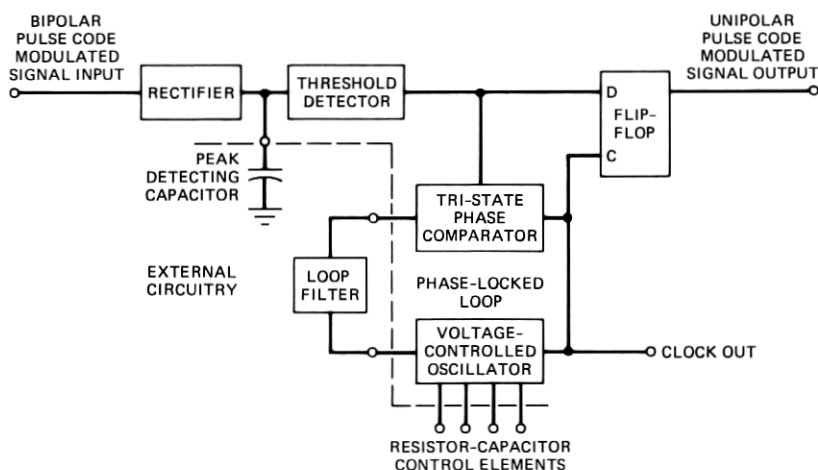 BIPOLAR
PULSE CODE
MODULATED
SIGNAL INPUT
UNIPOLAR
PULSE CODE
MODULATED
SIGNAL OUTPUT
RECTIFIER
THRESHOLD
DETECTOR
D
FLIP-
FLOP
C
PEAK
DETECTING
CAPACITOR
TRI-STATE
PHASE
COMPARATOR
EXTERNAL
CIRCUITRY
LOOP
FILTER
PHASE-LOCKED
LOOP
VOLTAGE-
CONTROLLED
OSCILLATOR
CLOCK OUT
RESISTOR-CAPACITOR
CONTROL ELEMENTS